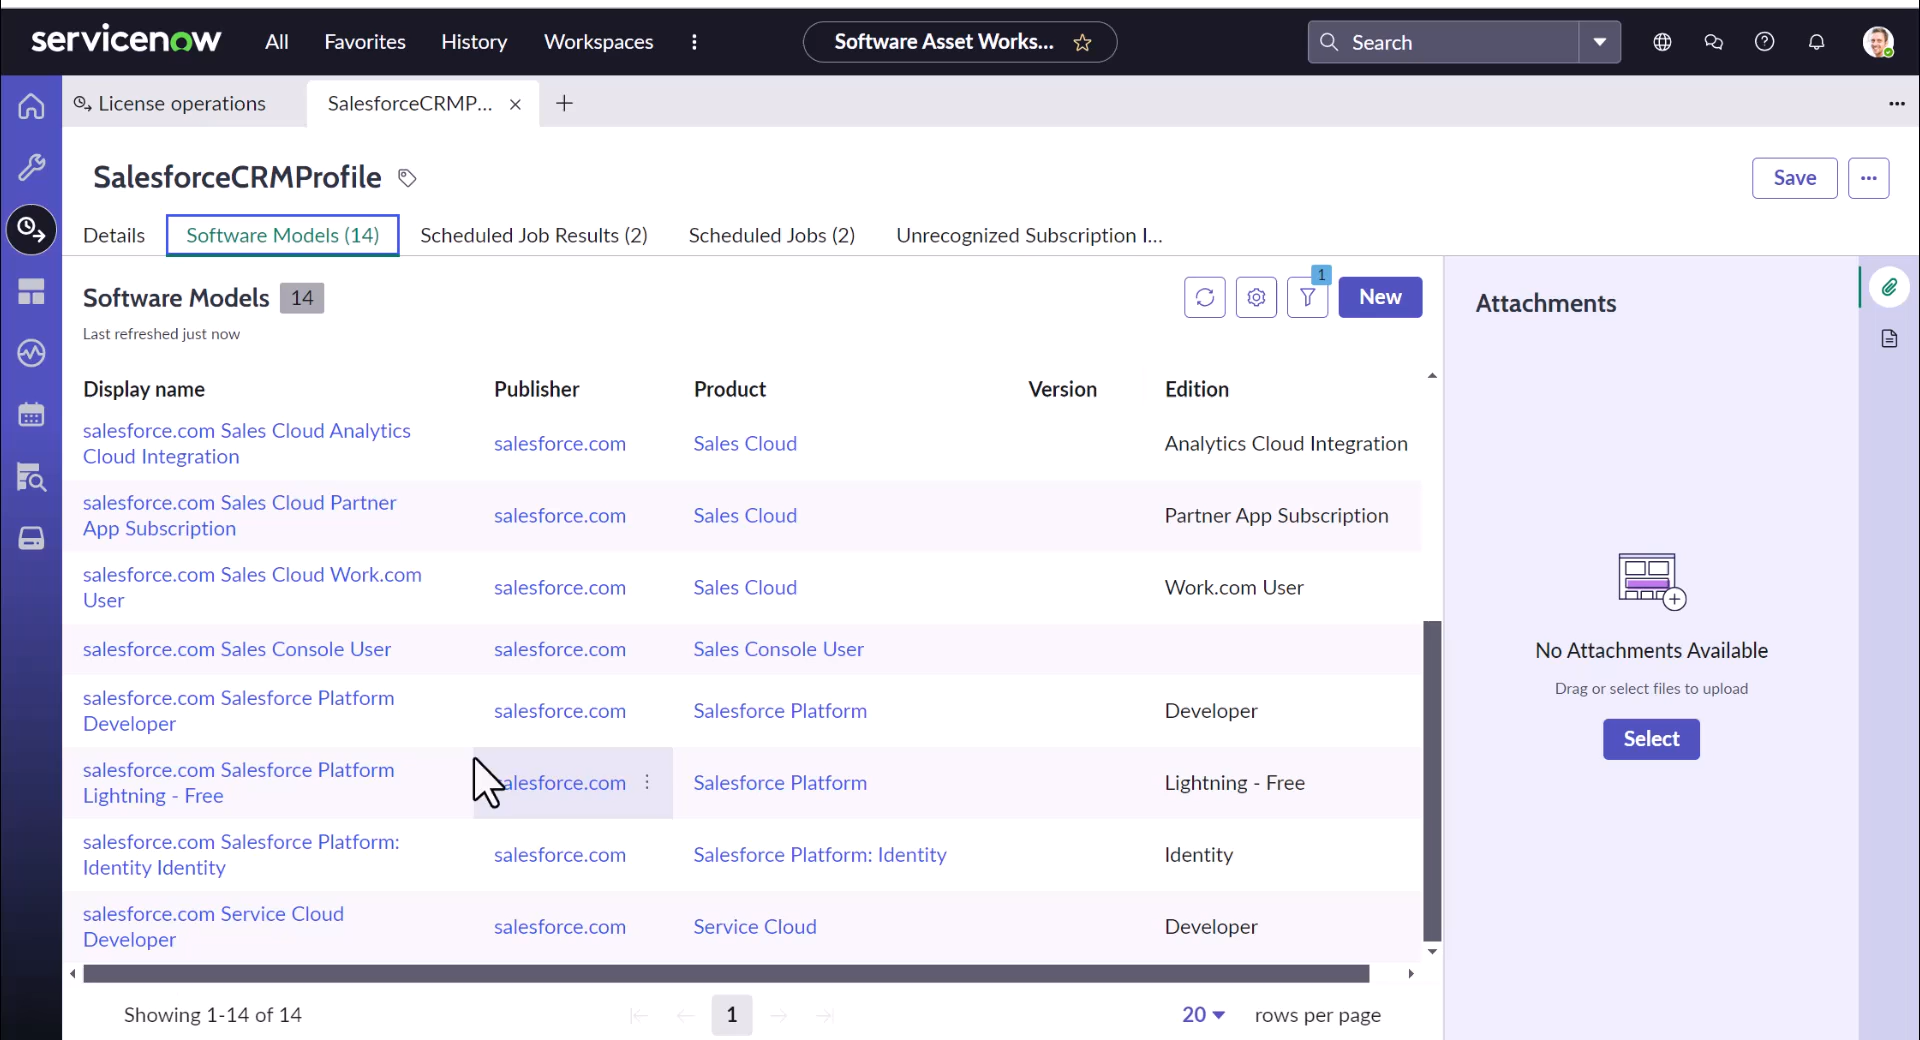 servicenow All Favorites History Workspaces Software Asset Works... Search
License operations SalesforceCRMP...
SalesforceCRMProfile
Save
Details Software Models (14) Scheduled Job Results (2) Scheduled Jobs (2) Unrecognized Subscription I...
Software Models 14
1
New
Last refreshed just now
Display name Publisher Product Version Edition
salesforce.com Sales Cloud Analytics
Cloud Integration
salesforce.com Sales Cloud Analytics Cloud Integration
salesforce.com Sales Cloud Partner
App Subscription
salesforce.com Sales Cloud Partner App Subscription
salesforce.com Sales Cloud Work.com
User
salesforce.com Sales Cloud Work.com User
salesforce.com Sales Console User salesforce.com Sales Console User
salesforce.com Salesforce Platform
Developer
salesforce.com Salesforce Platform Developer
salesforce.com Salesforce Platform
Lightning - Free
alesforce.com Salesforce Platform Lightning - Free
salesforce.com Salesforce Platform:
Identity Identity
salesforce.com Salesforce Platform: Identity Identity
salesforce.com Service Cloud
Developer
salesforce.com Service Cloud Developer
Showing 1-14 of 14 1 20 rows per page
Attachments
No Attachments Available
Drag or select files to upload
Select